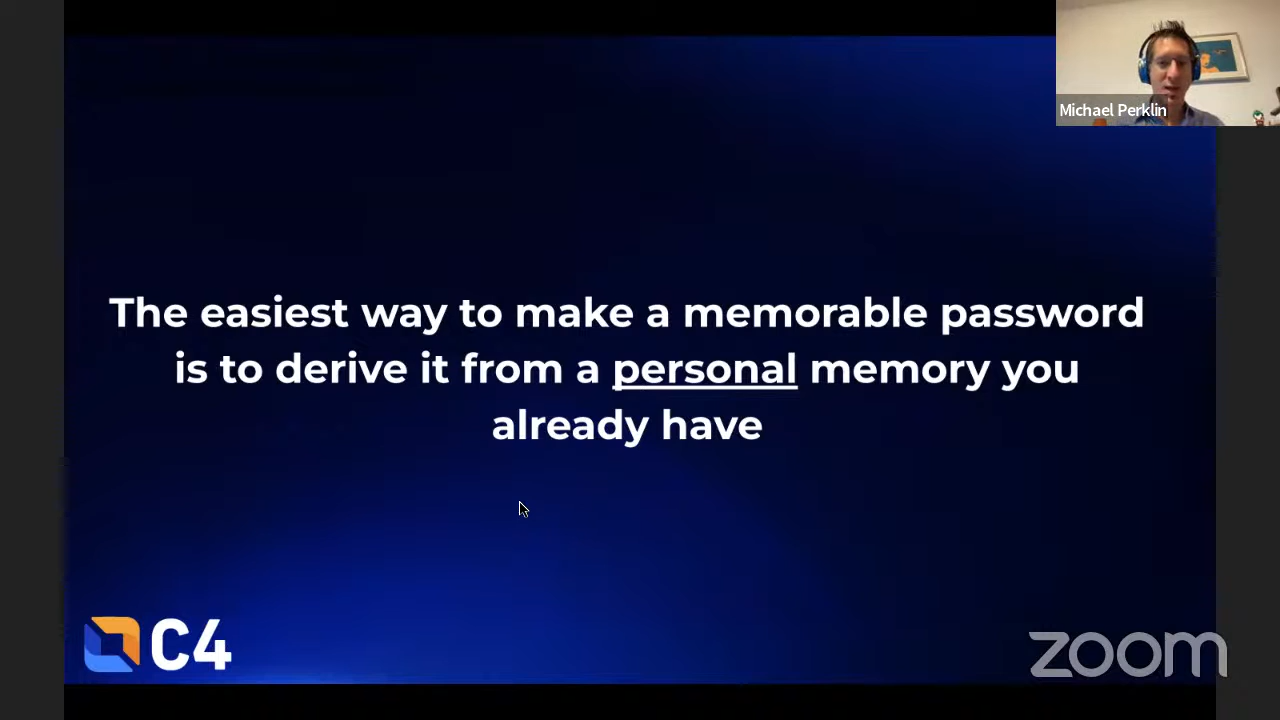 Michael Perklin
The easiest way to make a memorable password
is to derive it from a personal memory you
already have
C4
zoom